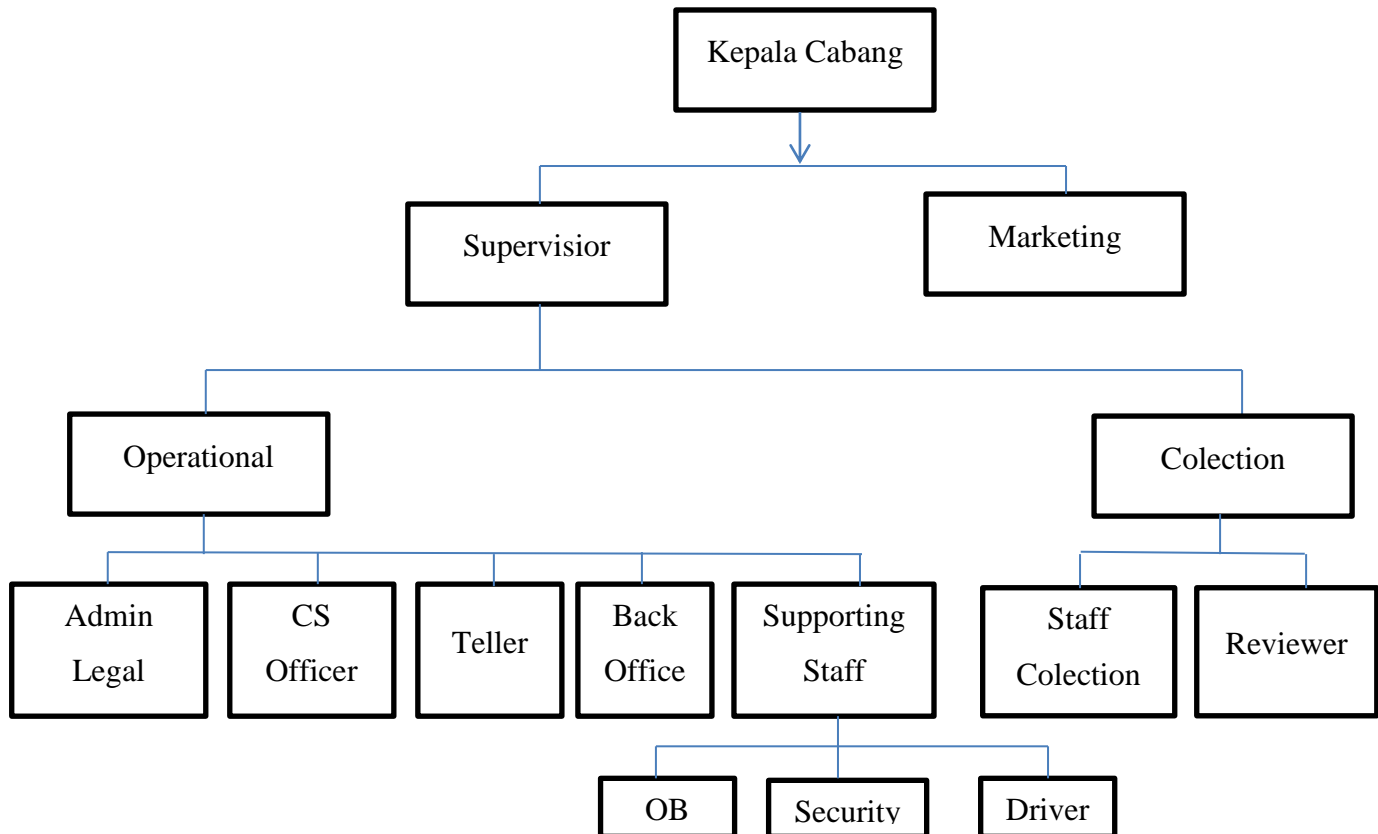 Kepala Cabang
Supervisior
Marketing
Operational
Colection
Admin
Legal
CS
Officer
Teller
Back
Office
Supporting
Staff
Staff
Colection
Reviewer
OB
Security
Driver